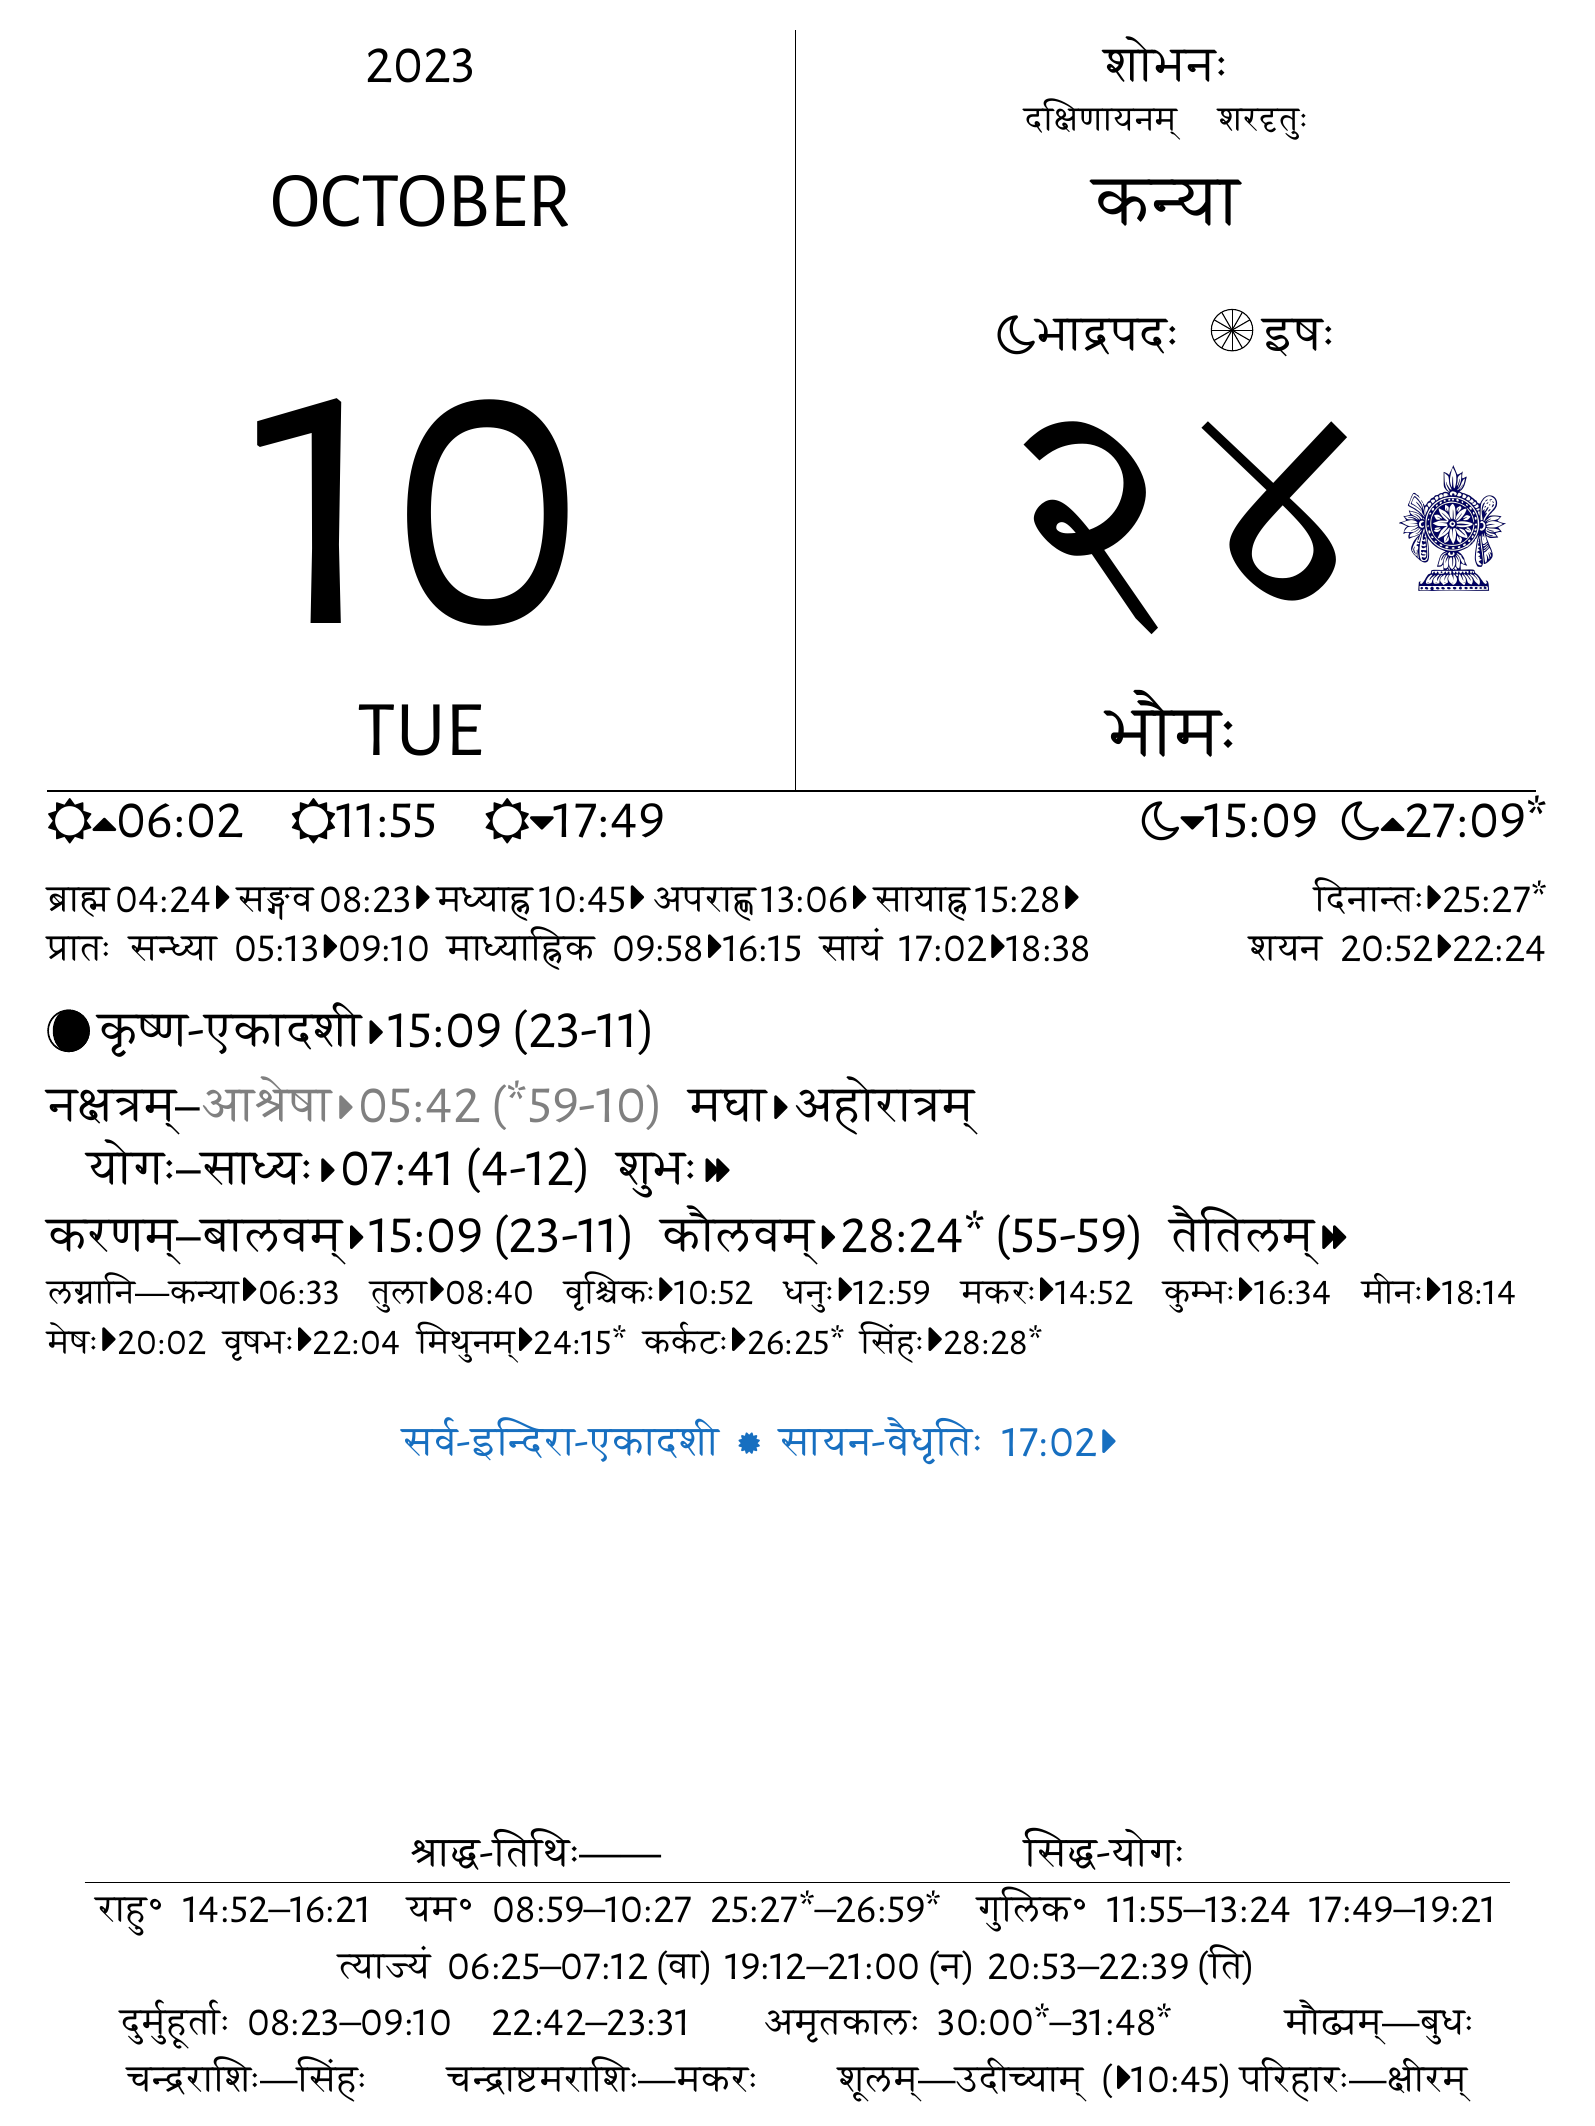 2023
OCTOBER
10
TUE
शोभनः
दक्षिणायनम् शरदृतुः
कन्या
भाद्रपदः इषः
२४
भौमः
06:02 11:55 17:49 15:09 27:09*
ब्राह्म 04:24 सङ्गव 08:23 मध्याह्न 10:45 अपराह्ण 13:06 सायाह्न 15:28 दिनान्तः 25:27*
प्रातः सन्ध्या 05:13 09:10 माध्याह्निक 09:58 16:15 सायं 17:02 18:38 शयन 20:52 22:24
कृष्ण-एकादशी 15:09 (23-11)
नक्षत्रम्–आश्रेषा 05:42 (*59-10) मघा अहोरात्रम्
योगः–साध्यः 07:41 (4-12) शुभः
करणम्–बालवम् 15:09 (23-11) कौलवम् 28:24* (55-59) तैतिलम्
लग्नानि—कन्या 06:33 तुला 08:40 वृश्चिकः 10:52 धनुः 12:59 मकरः 14:52 कुम्भः 16:34 मीनः 18:14
मेषः 20:02 वृषभः 22:04 मिथुनम् 24:15* कर्कटः 26:25* सिंहः 28:28*
सर्व-इन्दिरा-एकादशी सायन-वैधृतिः 17:02
श्राद्ध-तिथिः—— सिद्ध-योगः
राहु॰ 14:52–16:21 यम॰ 08:59–10:27 25:27*–26:59* गुलिक॰ 11:55–13:24 17:49–19:21
त्याज्यं 06:25–07:12 (वा) 19:12–21:00 (न) 20:53–22:39 (ति)
दुर्मुहूर्ताः 08:23–09:10 22:42–23:31 अमृतकालः 30:00*–31:48* मौढ्यम्—बुधः
चन्द्रराशिः—सिंहः चन्द्राष्टमराशिः—मकरः शूलम्—उदीच्याम् (10:45) परिहारः—क्षीरम्